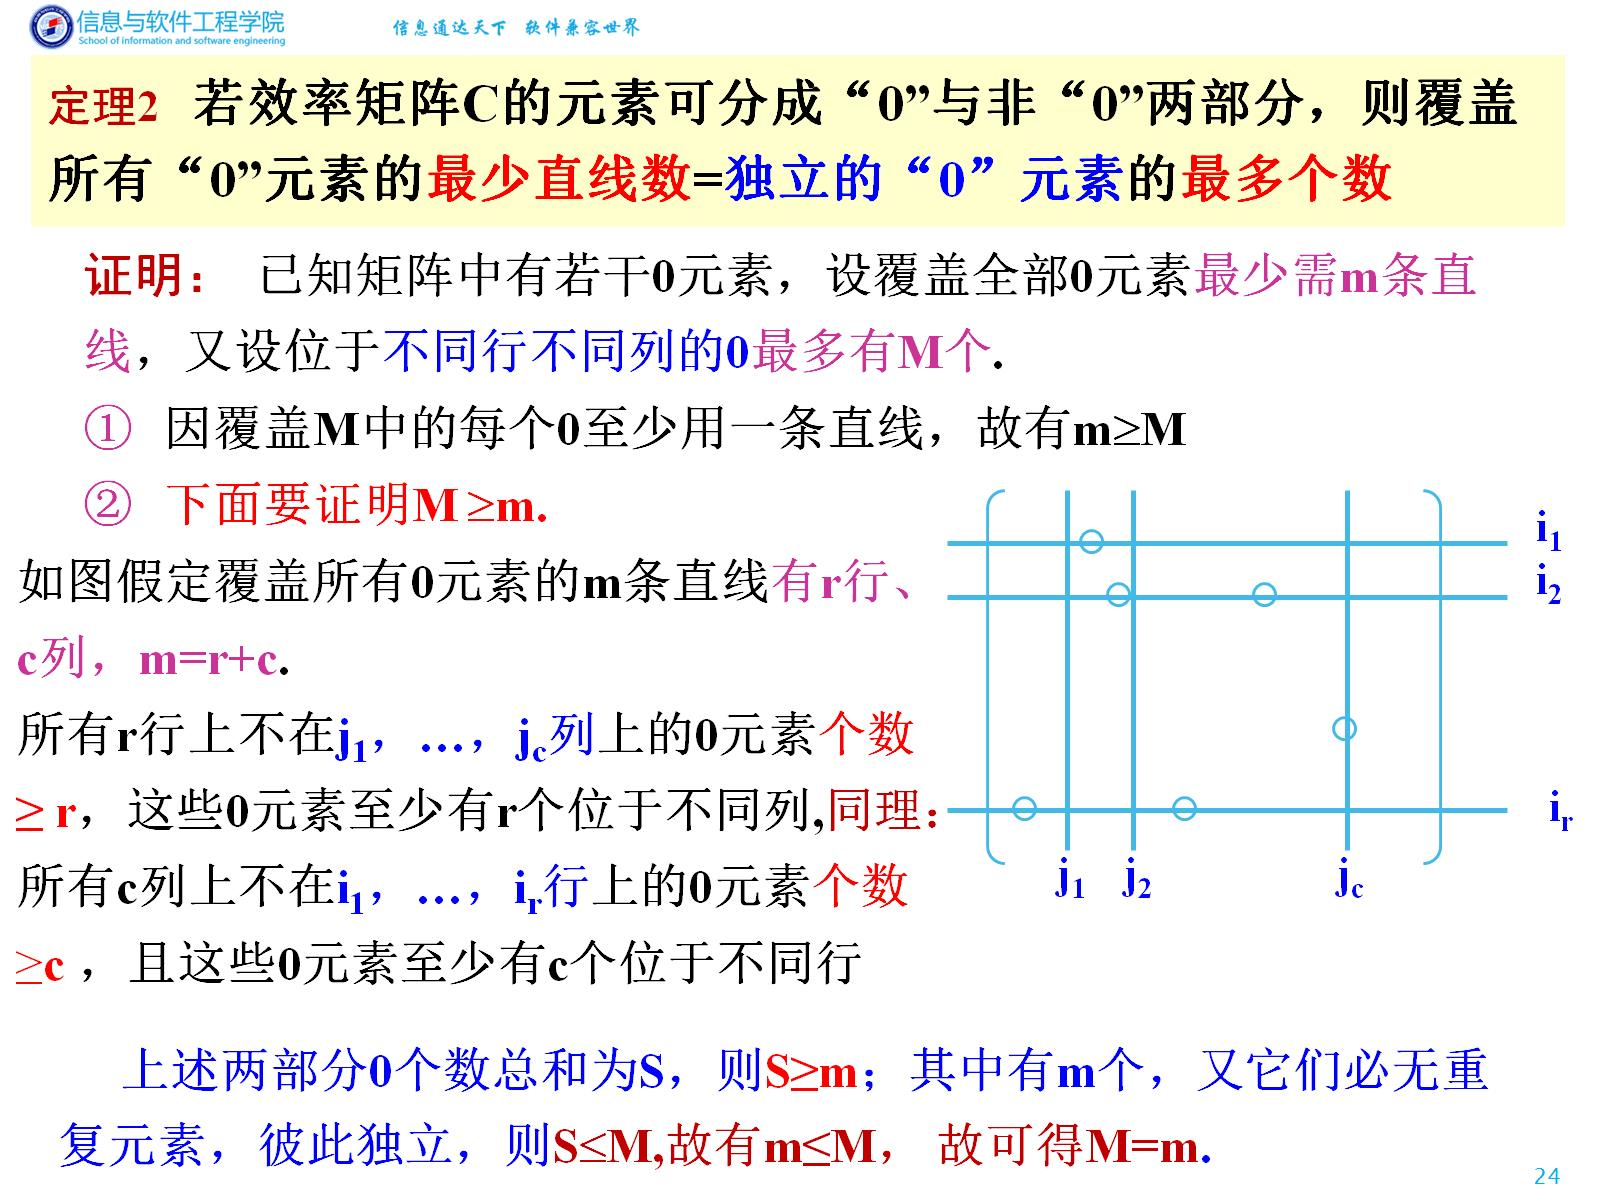 信息与软件工程学院
School of information and software engineering
信息通达天下 软件兼容世界
定理2 若效率矩阵C的元素可分成“0”与非“0”两部分，则覆盖
所有“0”元素的最少直线数=独立的“0”元素的最多个数
证明： 已知矩阵中有若干0元素，设覆盖全部0元素最少需m条直
线，又设位于不同行不同列的0最多有M个.
① 因覆盖M中的每个0至少用一条直线，故有m≥M
② 下面要证明M ≥m.
如图假定覆盖所有0元素的m条直线有r行、
c列，m=r+c.
所有r行上不在j1，…，jc列上的0元素个数
≥ r，这些0元素至少有r个位于不同列,同理：
所有c列上不在i1，…，ir行上的0元素个数
≥c ，且这些0元素至少有c个位于不同行
i1
i2
ir
j1 j2 jc
上述两部分0个数总和为S，则S≥m；其中有m个，又它们必无重
复元素，彼此独立，则S≤M,故有m≤M， 故可得M=m.
24